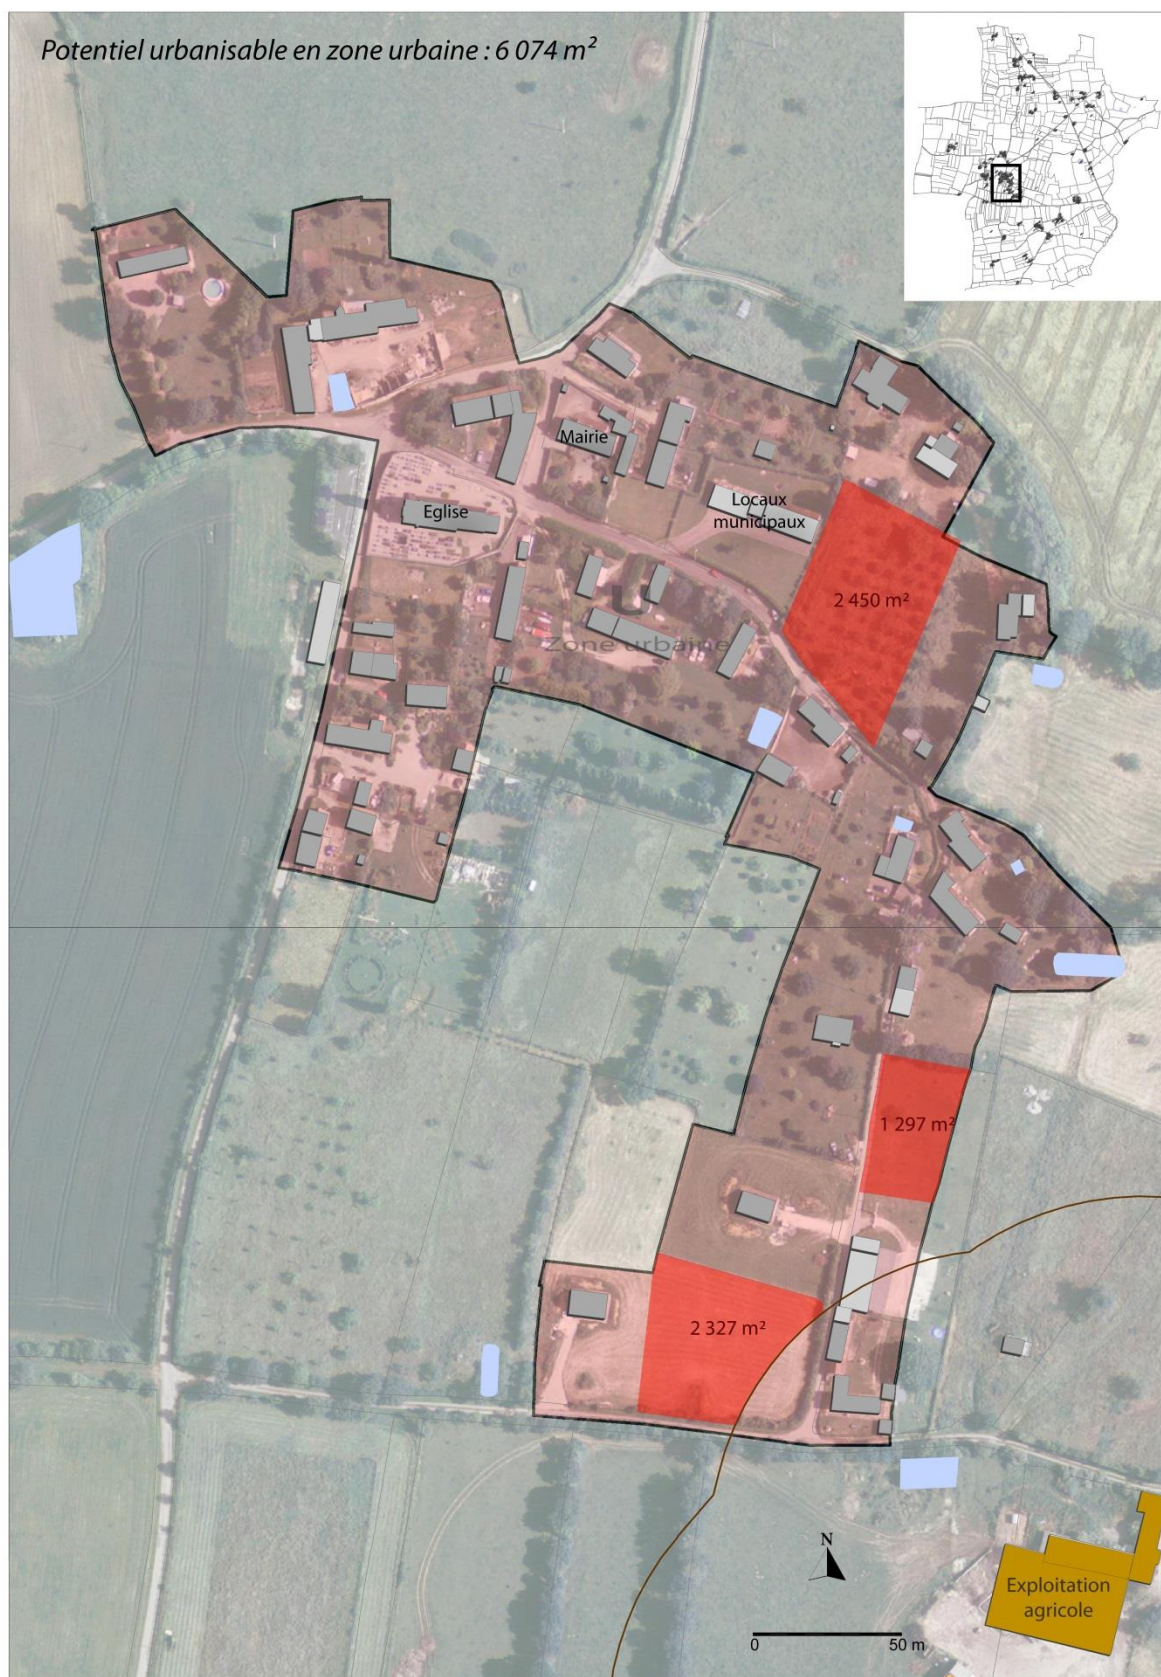 Potentiel urbanisable en zone urbaine : 6 074 m²
Mairie
Eglise
Locaux
municipaux
U
Zone urbaine
2 450 m²
1 297 m²
2 327 m²
N
0 50 m
Exploitation
agricole